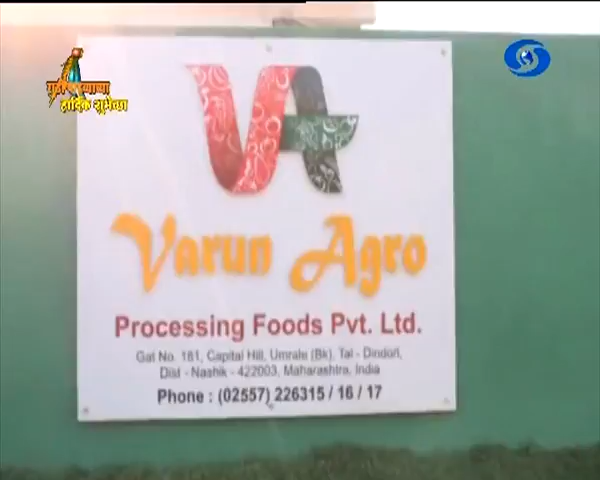 गुढीपाडव्याच्या
हार्दिक शुभेच्छा
Varun Agro
Processing Foods Pvt. Ltd.
Gat No. 181, Capital Hill, Umrale (Bk), Tal - Dindori,
Dist - Nashik - 422003, Maharashtra, India
Phone : (02557) 226315 / 16 / 17